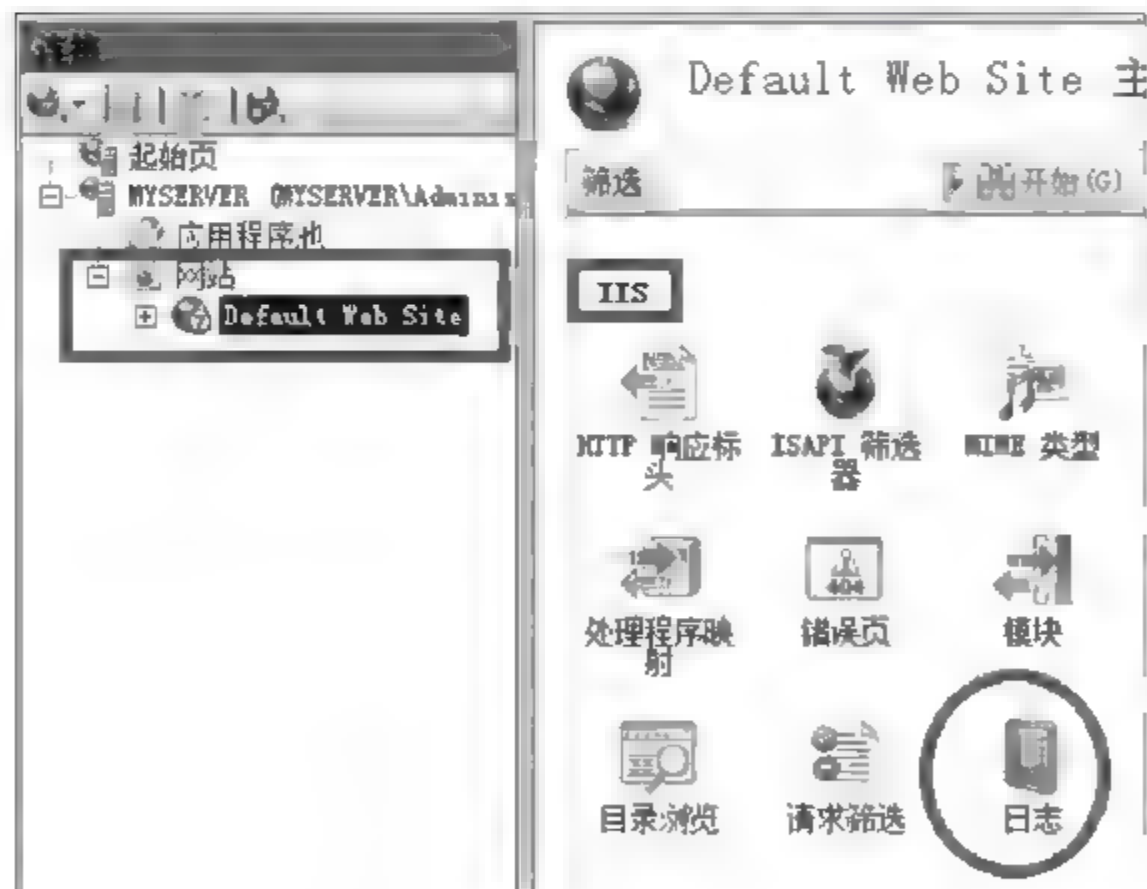 起始页
MYSERVER (MYSERVER\Adminis
应用程序池
网站
Default Web Site
Default Web Site 主
筛选
开始(G)
IIS
HTTP 响应标
头
ISAPI 筛选
器
MIME 类型
处理程序映
射
404
错误页
模块
目录浏览
请求筛选
日志